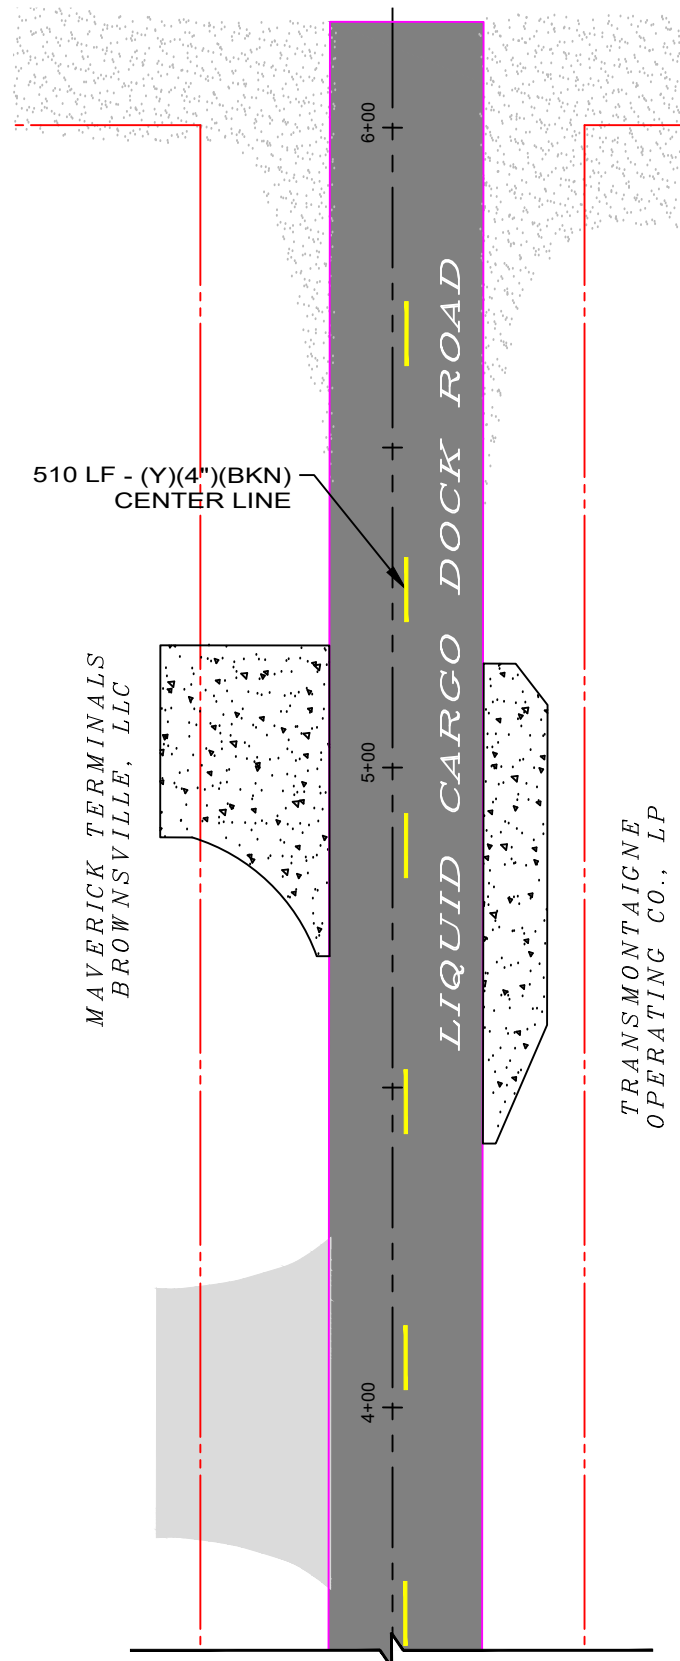 6+00
510 LF - (Y)(4")(BKN)
CENTER LINE
LIQUID CARGO DOCK ROAD
MAVERICK TERMINALS
BROWNSVILLE, LLC
5+00
TRANSMONTAIGNE
OPERATING CO., LP
4+00